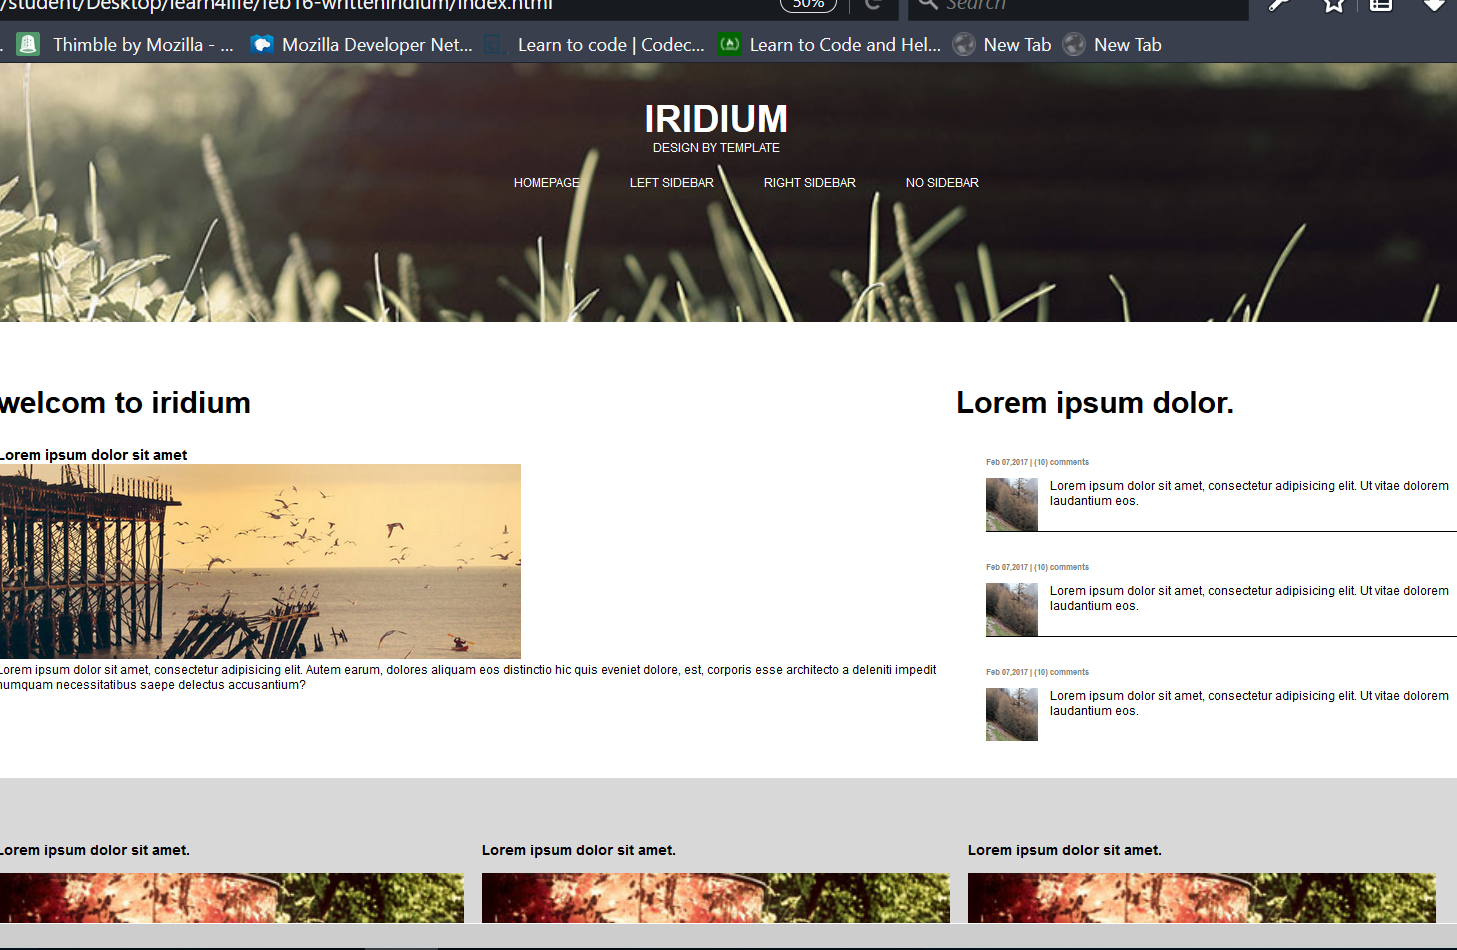 /student/Desktop/learn4life/feb16-writteniridium/index.html 50% Search
Thimble by Mozilla - ... Mozilla Developer Net... Learn to code | Codec... Learn to Code and Hel... New Tab New Tab
IRIDIUM
DESIGN BY TEMPLATE
HOMEPAGE LEFT SIDEBAR RIGHT SIDEBAR NO SIDEBAR
welcom to iridium
Lorem ipsum dolor sit amet
Lorem ipsum dolor sit amet, consectetur adipisicing elit. Autem earum, dolores aliquam eos distinctio hic quis eveniet dolore, est, corporis esse architecto a deleniti impedit
numquam necessitatibus saepe delectus accusantium?
Lorem ipsum dolor.
Feb 07,2017 | (10) comments
Lorem ipsum dolor sit amet, consectetur adipisicing elit. Ut vitae dolorem
laudantium eos.
Feb 07,2017 | (10) comments
Lorem ipsum dolor sit amet, consectetur adipisicing elit. Ut vitae dolorem
laudantium eos.
Feb 07,2017 | (10) comments
Lorem ipsum dolor sit amet, consectetur adipisicing elit. Ut vitae dolorem
laudantium eos.
Lorem ipsum dolor sit amet.
Lorem ipsum dolor sit amet.
Lorem ipsum dolor sit amet.